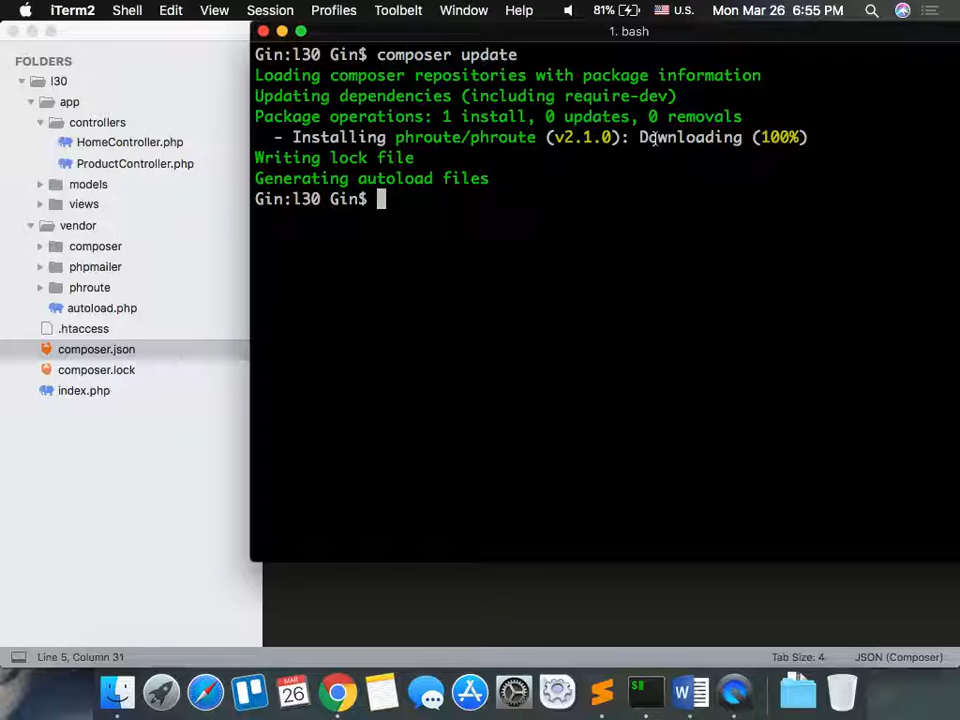 iTerm2 Shell Edit View Session Scripts Profiles Toolbelt Window Help 81% U.S. Mon Mar 26 6:55 PM
1. bash
FOLDERS
l30
app
controllers
HomeController.php
ProductController.php
models
views
vendor
composer
phpmailer
phroute
autoload.php
.htaccess
composer.json
composer.lock
index.php
Gin:l30 Gin$ composer update
Loading composer repositories with package information
Updating dependencies (including require-dev)
Package operations: 1 install, 0 updates, 0 removals
- Installing phroute/phroute (v2.1.0): Downloading (100%)
Writing lock file
Generating autoload files
Gin:l30 Gin$
Line 5, Column 31 Tab Size: 4 JSON (Composer)
MAR
26
$
W